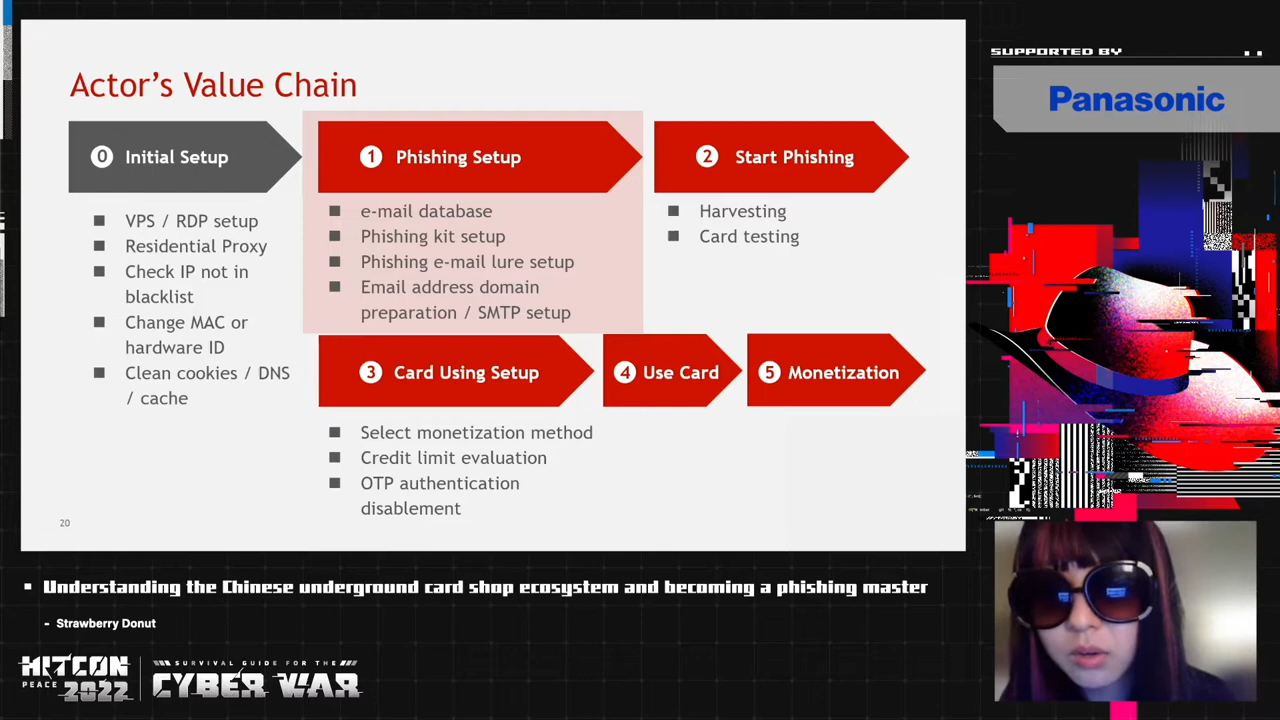 SUPPORTED BY
Panasonic
Actor's Value Chain
0 Initial Setup
VPS / RDP setup
Residential Proxy
Check IP not in
blacklist
Change MAC or
hardware ID
Clean cookies / DNS
/ cache
1 Phishing Setup
e-mail database
Phishing kit setup
Phishing e-mail lure setup
Email address domain
preparation / SMTP setup
2 Start Phishing
Harvesting
Card testing
3 Card Using Setup
Select monetization method
Credit limit evaluation
OTP authentication
disablement
4 Use Card
5 Monetization
20
Understanding the Chinese underground card shop ecosystem and becoming a phishing master
- Strawberry Donut
HITCON
PEACE 2022
SURVIVAL GUIDE FOR THE
CYBER WAR